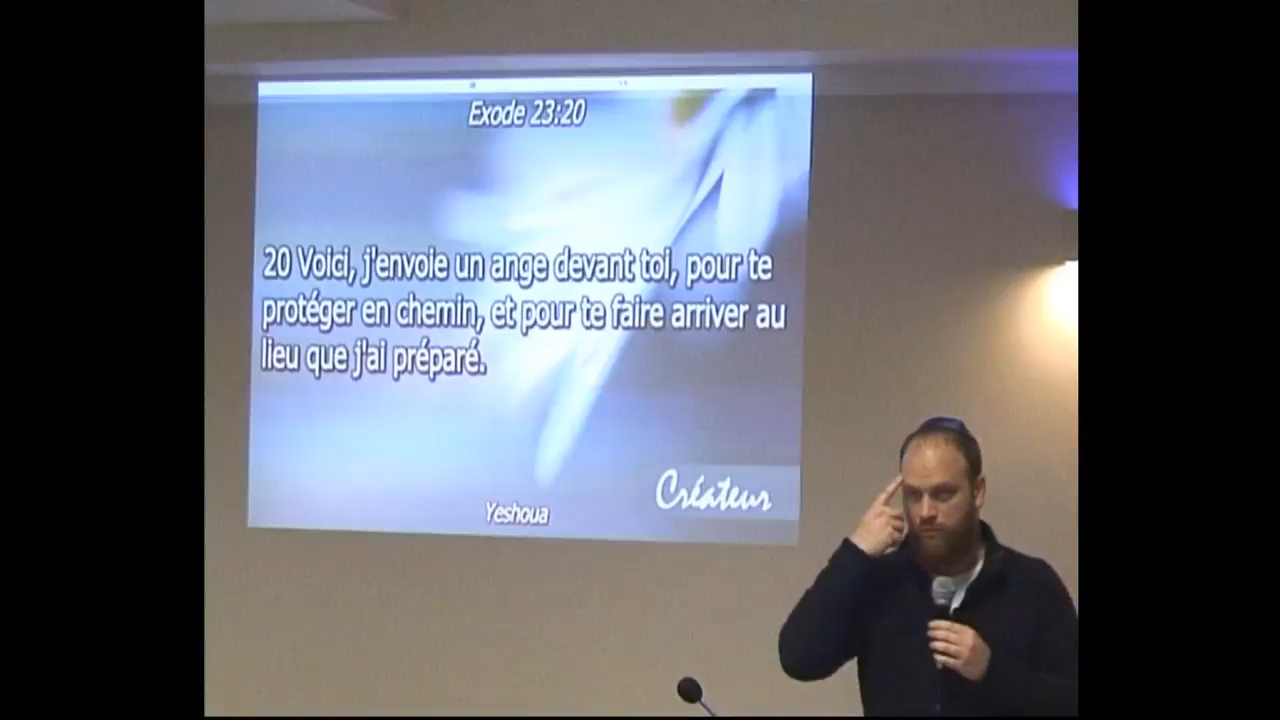 Exode 23:20
20 Voici, j'envoie un ange devant toi, pour te
protéger en chemin, et pour te faire arriver au
lieu que j'ai préparé.
Créateur
Yeshoua